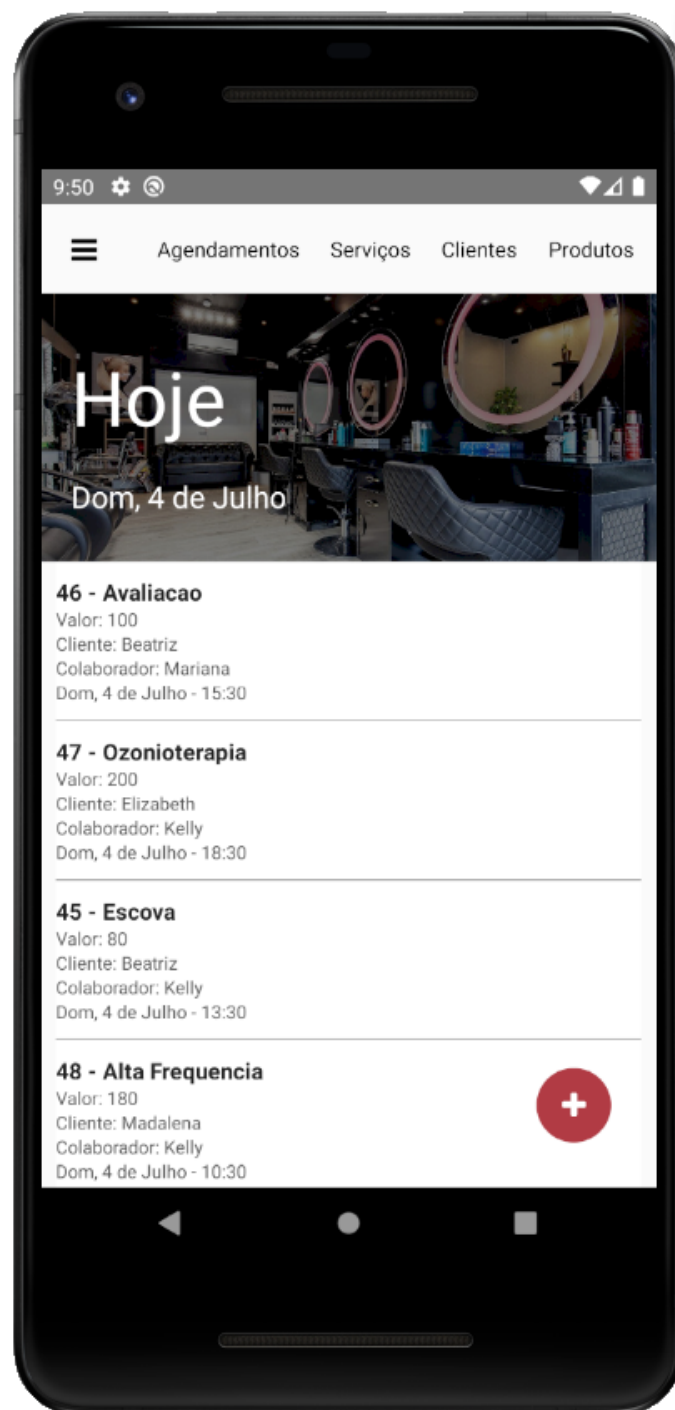 9:50
Agendamentos Serviços Clientes Produtos
Hoje
Dom, 4 de Julho
46 - Avaliacao
Valor: 100
Cliente: Beatriz
Colaborador: Mariana
Dom, 4 de Julho - 15:30
47 - Ozonioterapia
Valor: 200
Cliente: Elizabeth
Colaborador: Kelly
Dom, 4 de Julho - 18:30
45 - Escova
Valor: 80
Cliente: Beatriz
Colaborador: Kelly
Dom, 4 de Julho - 13:30
48 - Alta Frequencia
Valor: 180
Cliente: Madalena
Colaborador: Kelly
Dom, 4 de Julho - 10:30